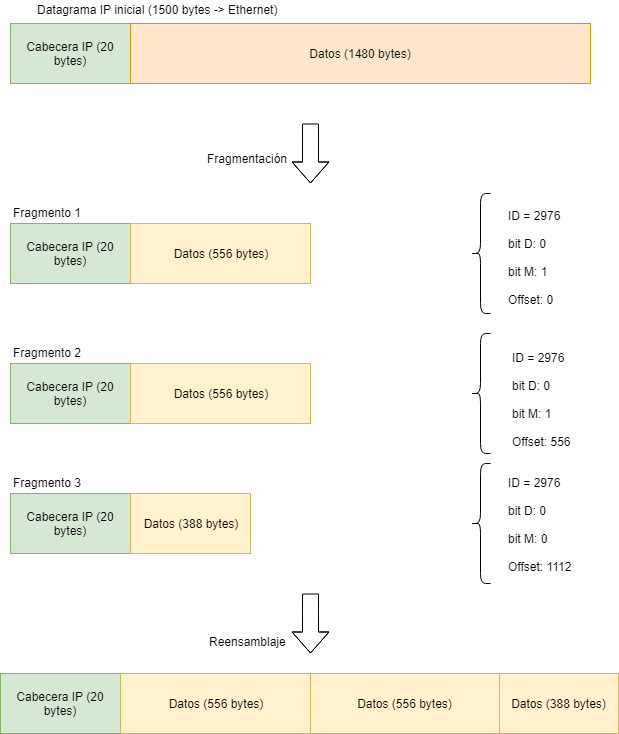 Datagrama IP inicial (1500 bytes -> Ethernet)
Cabecera IP (20
bytes)
Datos (1480 bytes)
Fragmentación
Fragmento 1
Cabecera IP (20
bytes)
Datos (556 bytes)
ID = 2976
bit D: 0
bit M: 1
Offset: 0
Fragmento 2
Cabecera IP (20
bytes)
Datos (556 bytes)
ID = 2976
bit D: 0
bit M: 1
Offset: 556
Fragmento 3
Cabecera IP (20
bytes)
Datos (388 bytes)
ID = 2976
bit D: 0
bit M: 0
Offset: 1112
Reensamblaje
Cabecera IP (20
bytes)
Datos (556 bytes)
Datos (556 bytes)
Datos (388 bytes)